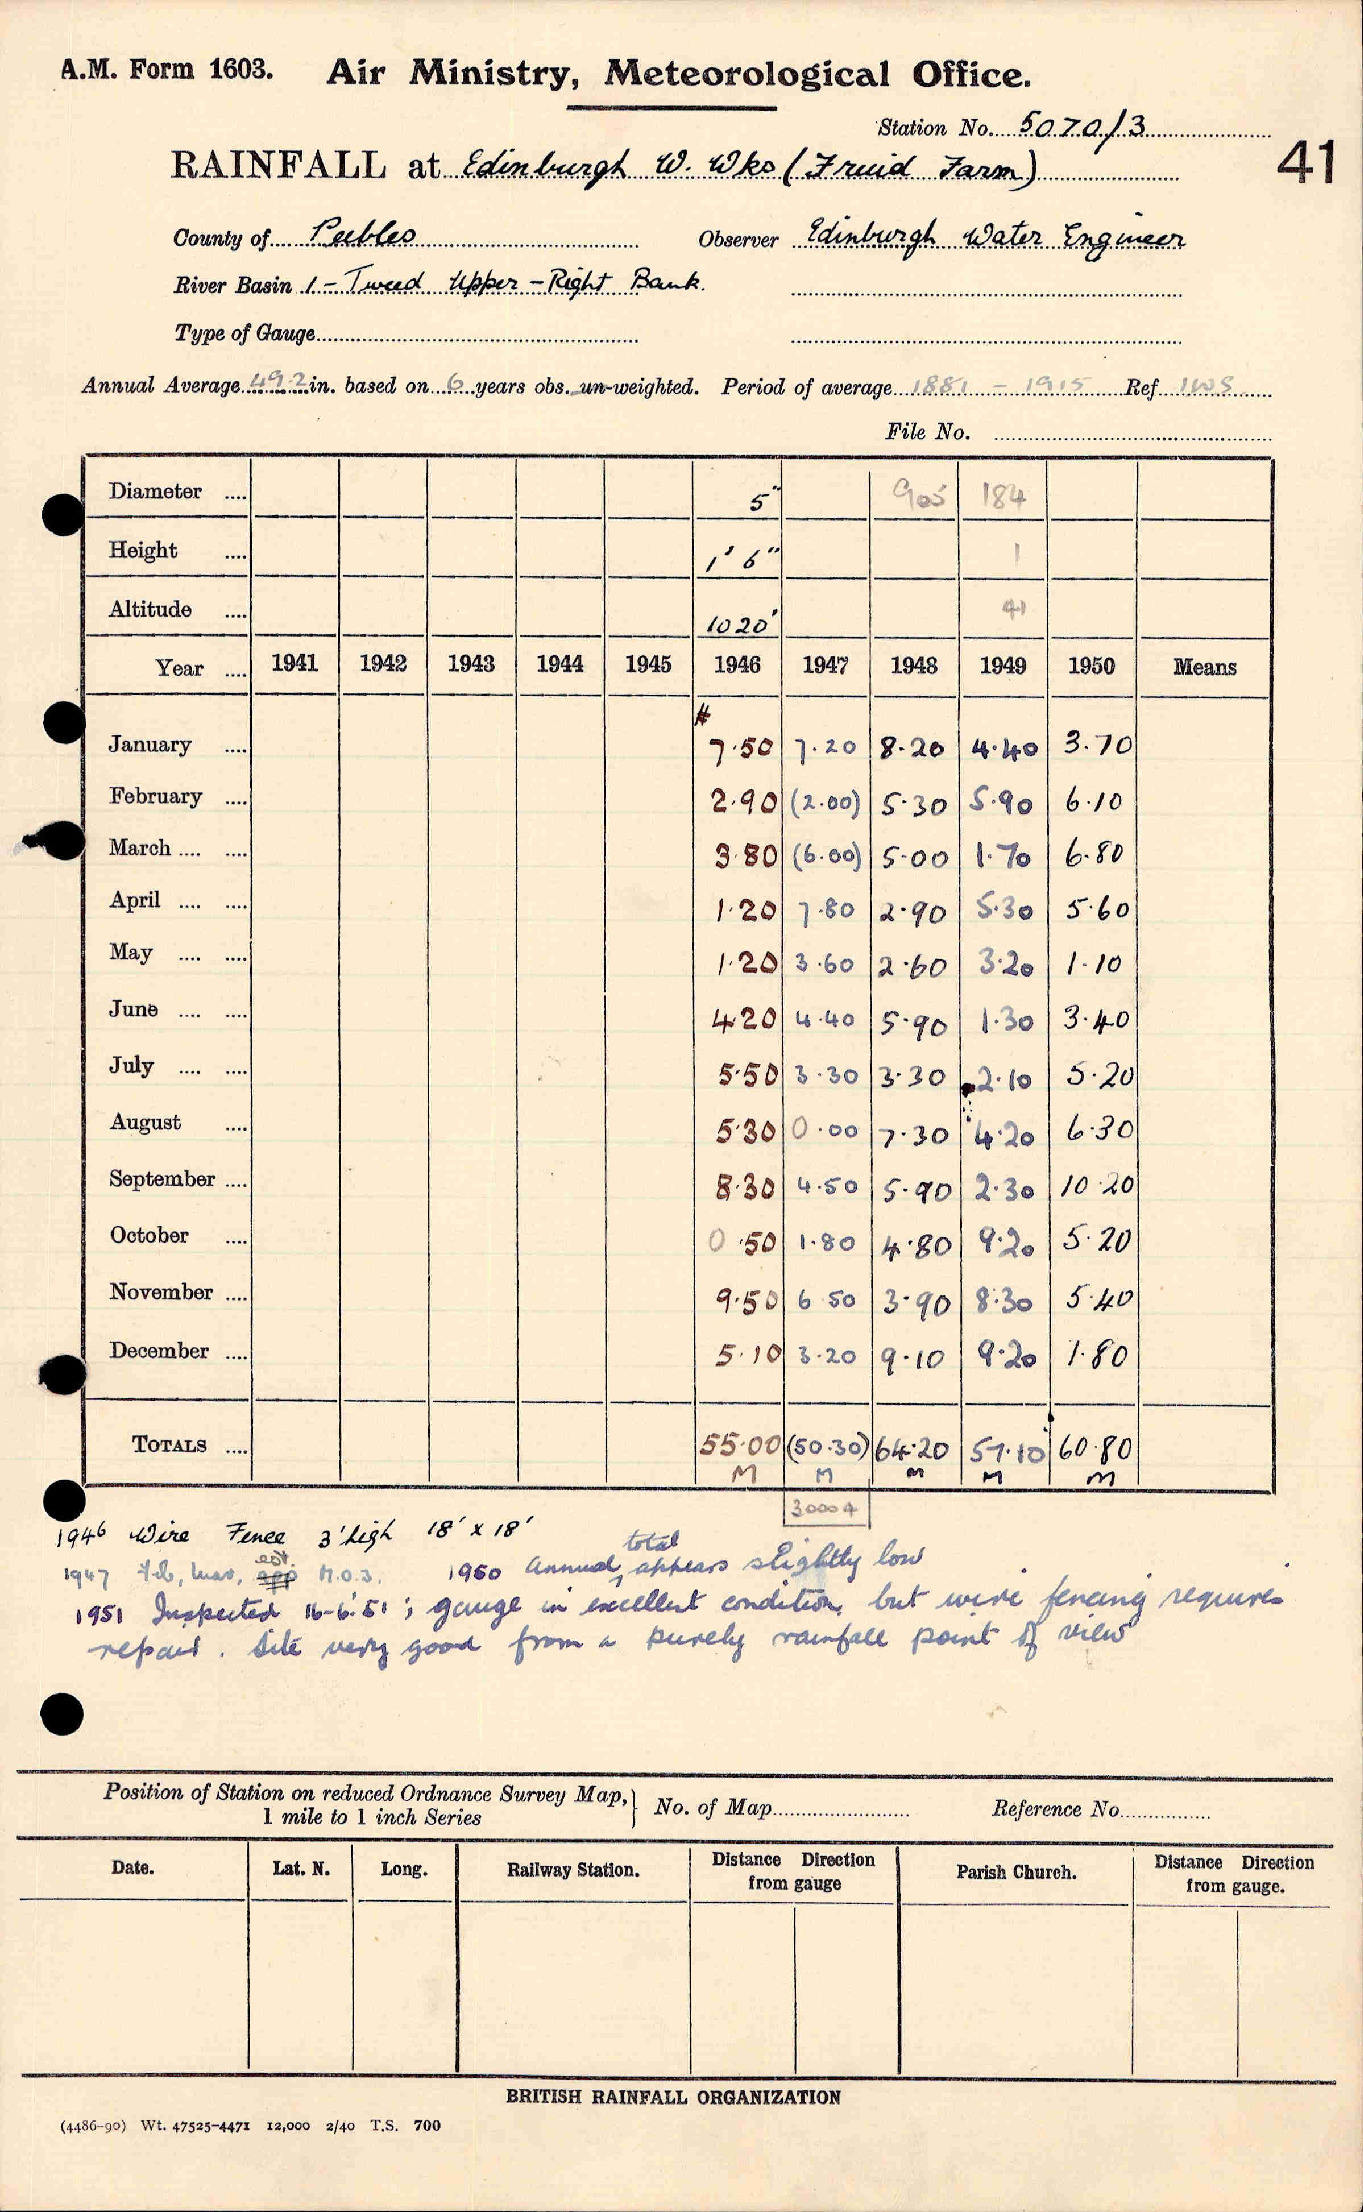 A.M. Form 1603. Air Ministry, Meteorological Office.
Station No. 5070/3
41
RAINFALL at Edinburgh W. Wks (Fruid Farm)
County of Peebles Observer Edinburgh Water Engineer
River Basin 1 - Tweed Upper - Right Bank.
Type of Gauge
Annual Average 49.2 in. based on 6 years obs. un-weighted. Period of average 1881 - 1915 Ref IWS
File No.
Diameter .... 5" 905 184
Height .... 1' 6" 1
Altitude .... 1020' 41
Year .... 1941 1942 1943 1944 1945 1946 1947 1948 1949 1950 Means
January .... 7.50 7.20 8.20 4.40 3.70
February .... 2.90 (2.00) 5.30 5.90 6.10
March .... .... 3.80 (6.00) 5.00 1.70 6.80
April .... .... 1.20 7.80 2.90 5.30 5.60
May .... .... 1.20 3.60 2.60 3.20 1.10
June .... .... 4.20 4.40 5.90 1.30 3.40
July .... .... 5.50 3.30 3.30 2.10 5.20
August .... 5.30 0.00 7.30 4.20 6.30
September .... 8.30 4.50 5.90 2.30 10.20
October .... 0.50 1.80 4.80 9.20 5.20
November .... 9.50 6.50 3.90 8.30 5.40
December .... 5.10 3.20 9.10 9.20 1.80
TOTALS .... 55.00 (50.30) 64.20 57.10 60.80
M M M M M
30004
1946 Wire Fence 3' high 18' x 18'
1947 Feb, Mar, est. M.O.3. 1950 Annual total appears slightly low
1951 Inspected 16-6-51; gauge in excellent condition, but wire fencing requires
repair. Site very good from a purely rainfall point of view
Position of Station on reduced Ordnance Survey Map, 1 mile to 1 inch Series } No. of Map Reference No.
Date. Lat. N. Long. Railway Station. Distance Direction from gauge Parish Church. Distance Direction from gauge.
BRITISH RAINFALL ORGANIZATION
(4486-90) Wt. 47525-4471 12,000 2/40 T.S. 700